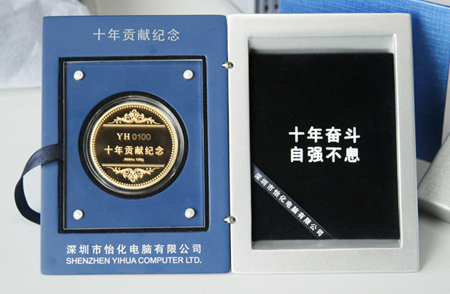 十年贡献纪念
YH0100
十年贡献纪念
深圳市怡化电脑有限公司
SHENZHEN YIHUA COMPUTER LTD.
十年奋斗
自强不息
深圳市怡化电脑有限公司